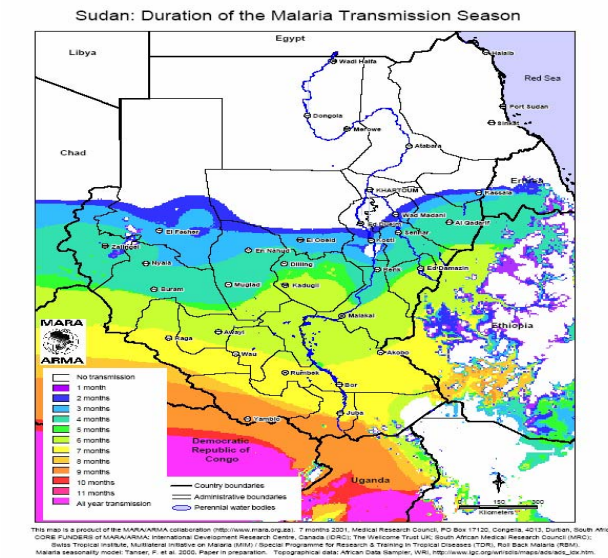 Sudan: Duration of the Malaria Transmission Season
Egypt
Libya
Halaib
Wadi Halfa
Red Sea
Port Sudan
Dongola
Sinkat
Merowe
Chad
Atabara
KHARTOUM
Kassala
Wad Madani
Al Qadarif
El Fasher
Sennar
El Obeid
Kosti
Zalingei
En Nahud
Nyala
Dilling
Renk
Ed Damazin
Buram
Muglad
Kadugli
Malakal
MARA
Ethiopia
ARMA
Raga
Awayl
Wau
Akobo
Rumbek
Bor
Yambio
Juba
No transmission
1 month
2 months
3 months
4 months
5 months
6 months
7 months
8 months
9 months
10 months
11 months
All year transmission
Democratic
Republic of
Congo
Uganda
Country boundaries
Administrative boundaries
Perennial water bodies
N
150
300
Kilometers
This map is a product of the MARA/ARMA collaboration (http://www.mara.org.za). 7 months 2001, Medical Research Council, PO Box 17120, Congella, 4013, Durban, South Afric
CORE FUNDERS of MARA/ARMA: International Development Research Centre, Canada (IDRC); The Wellcome Trust UK; South African Medical Research Council (MRC);
Swiss Tropical Institute, Multilateral Initiative on Malaria (MIM) / Special Programme for Research & Training in Tropical Diseases (TDR), Roll Back Malaria (RBM).
Malaria seasonality model: Tanser, F. et al. 2000. Paper in preparation. Topographical data: African Data Sampler, WRI,